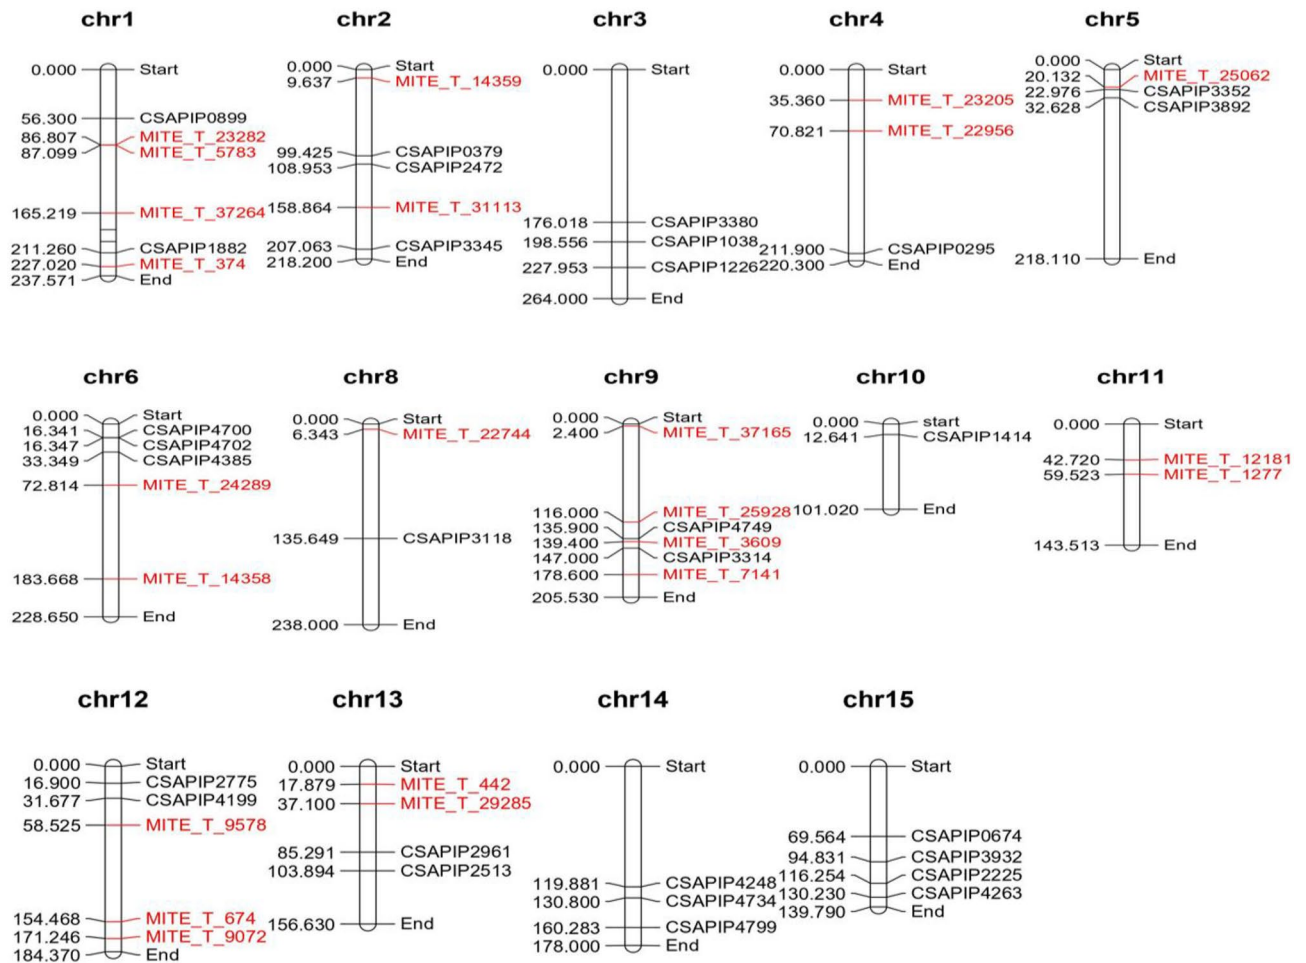 chr1
0.000 Start
56.300 CSAPIP0899
86.807 MITE_T_23282
87.099 MITE_T_5783
165.219 MITE_T_37264
211.260 CSAPIP1882
227.020 MITE_T_374
237.571 End
chr2
0.000 Start
9.637 MITE_T_14359
99.425 CSAPIP0379
108.953 CSAPIP2472
158.864 MITE_T_31113
207.063 CSAPIP3345
218.200 End
chr3
0.000 Start
176.018 CSAPIP3380
198.556 CSAPIP1038
227.953 CSAPIP1226
264.000 End
chr4
0.000 Start
35.360 MITE_T_23205
70.821 MITE_T_22956
211.900 CSAPIP0295
220.300 End
chr5
0.000 Start
20.132 MITE_T_25062
22.976 CSAPIP3352
32.628 CSAPIP3892
218.110 End
chr6
0.000 Start
16.341 CSAPIP4700
16.347 CSAPIP4702
33.349 CSAPIP4385
72.814 MITE_T_24289
183.668 MITE_T_14358
228.650 End
chr8
0.000 Start
6.343 MITE_T_22744
135.649 CSAPIP3118
238.000 End
chr9
0.000 Start
2.400 MITE_T_37165
116.000 MITE_T_25928
135.900 CSAPIP4749
139.400 MITE_T_3609
147.000 CSAPIP3314
178.600 MITE_T_7141
205.530 End
chr10
0.000 start
12.641 CSAPIP1414
101.020 End
chr11
0.000 Start
42.720 MITE_T_12181
59.523 MITE_T_1277
143.513 End
chr12
0.000 Start
16.900 CSAPIP2775
31.677 CSAPIP4199
58.525 MITE_T_9578
154.468 MITE_T_674
171.246 MITE_T_9072
184.370 End
chr13
0.000 Start
17.879 MITE_T_442
37.100 MITE_T_29285
85.291 CSAPIP2961
103.894 CSAPIP2513
156.630 End
chr14
0.000 Start
119.881 CSAPIP4248
130.800 CSAPIP4734
160.283 CSAPIP4799
178.000 End
chr15
0.000 Start
69.564 CSAPIP0674
94.831 CSAPIP3932
116.254 CSAPIP2225
130.230 CSAPIP4263
139.790 End